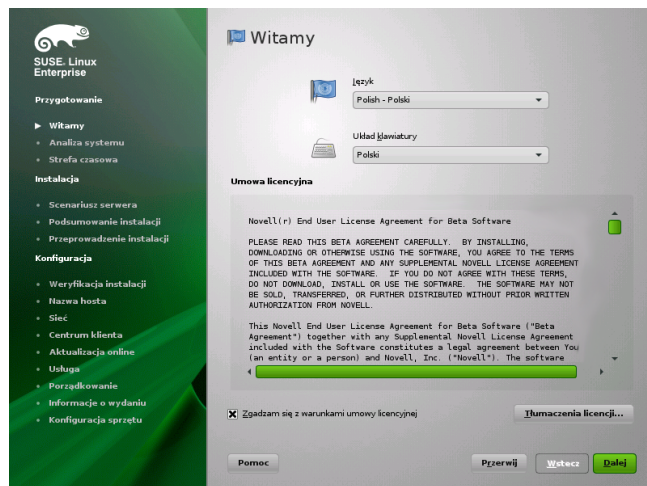 SUSE. Linux
Enterprise
Przygotowanie
Witamy
Analiza systemu
Strefa czasowa
Instalacja
Scenariusz serwera
Podsumowanie instalacji
Przeprowadzenie instalacji
Konfiguracja
Weryfikacja instalacji
Nazwa hosta
Sieć
Centrum klienta
Aktualizacja online
Usługa
Porządkowanie
Informacje o wydaniu
Konfiguracja sprzętu
Witamy
Język
Polish - Polski
Układ klawiatury
Polski
Umowa licencyjna
Novell(r) End User License Agreement for Beta Software
PLEASE READ THIS BETA AGREEMENT CAREFULLY. BY INSTALLING,
DOWNLOADING OR OTHERWISE USING THE SOFTWARE, YOU AGREE TO THE TERMS
OF THIS BETA AGREEMENT AND ANY SUPPLEMENTAL NOVELL LICENSE AGREEMENT
INCLUDED WITH THE SOFTWARE. IF YOU DO NOT AGREE WITH THESE TERMS,
DO NOT DOWNLOAD, INSTALL OR USE THE SOFTWARE. THE SOFTWARE MAY NOT
BE SOLD, TRANSFERRED, OR FURTHER DISTRIBUTED WITHOUT PRIOR WRITTEN
AUTHORIZATION FROM NOVELL.
This Novell End User License Agreement for Beta Software ("Beta
Agreement") together with any Supplemental Novell License Agreement
included with the Software constitutes a legal agreement between You
(an entity or a person) and Novell, Inc. ("Novell"). The software
Zgadzam się z warunkami umowy licencyjnej
Tłumaczenia licencji...
Pomoc
Przerwij
Wstecz
Dalej